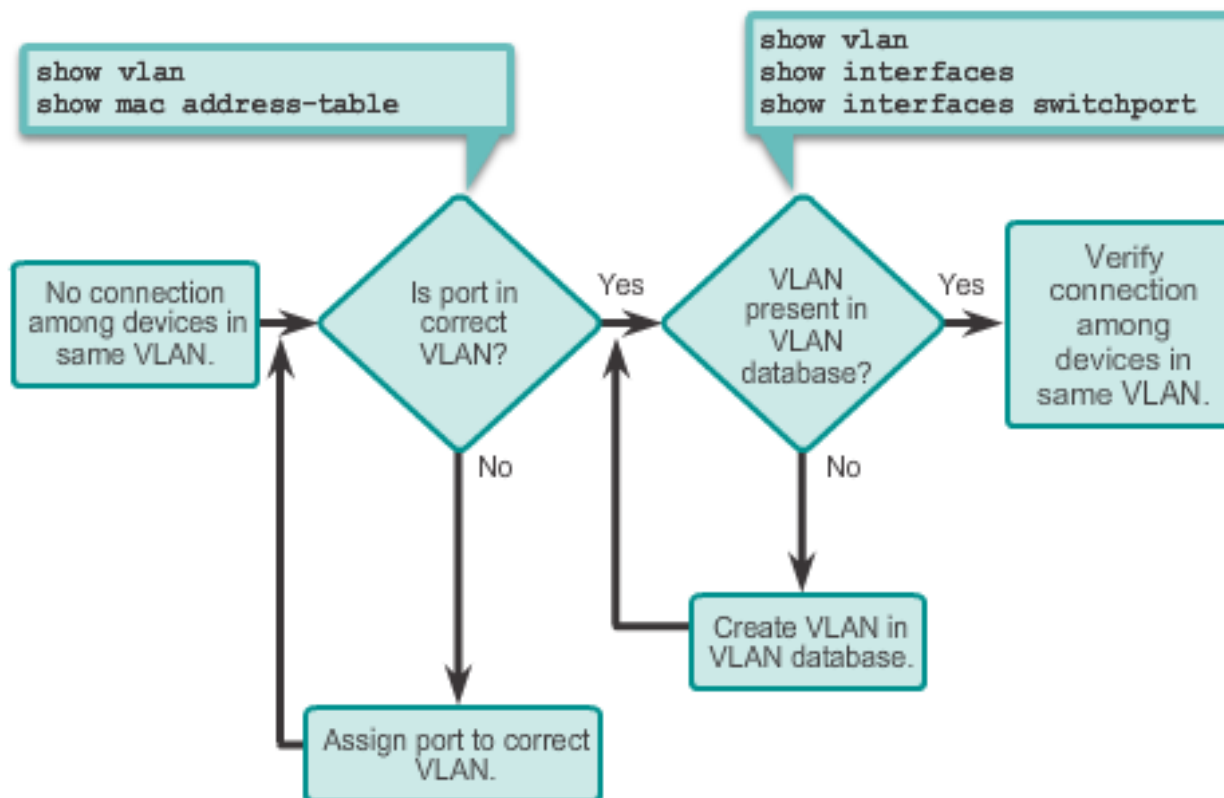 show vlan
show mac address-table
show vlan
show interfaces
show interfaces switchport
No connection
among devices in
same VLAN.
Is port in
correct
VLAN?
Yes
VLAN
present in
VLAN
database?
Yes
Verify
connection
among
devices in
same VLAN.
No
No
Create VLAN in
VLAN database.
Assign port to correct
VLAN.